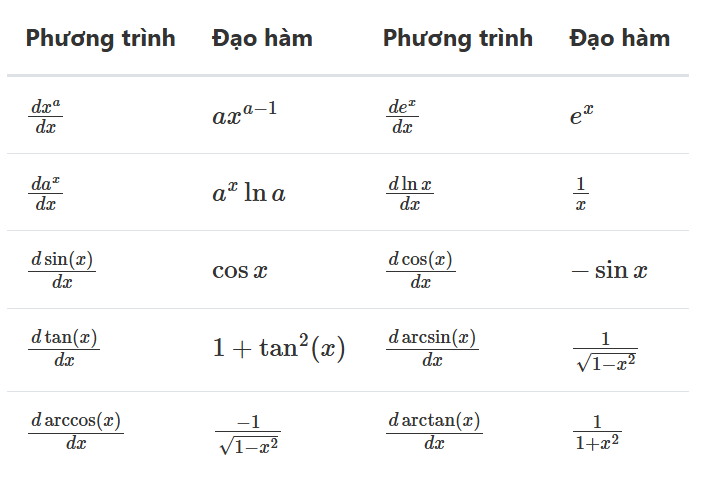 Phương trình Đạo hàm Phương trình Đạo hàm
\frac{dx^a}{dx} ax^{a-1} \frac{de^x}{dx} e^x
\frac{da^x}{dx} a^x \ln a \frac{d \ln x}{dx} \frac{1}{x}
\frac{d \sin(x)}{dx} \cos x \frac{d \cos(x)}{dx} -\sin x
\frac{d \tan(x)}{dx} 1 + \tan^2(x) \frac{d \arcsin(x)}{dx} \frac{1}{\sqrt{1-x^2}}
\frac{d \arccos(x)}{dx} \frac{-1}{\sqrt{1-x^2}} \frac{d \arctan(x)}{dx} \frac{1}{1+x^2}